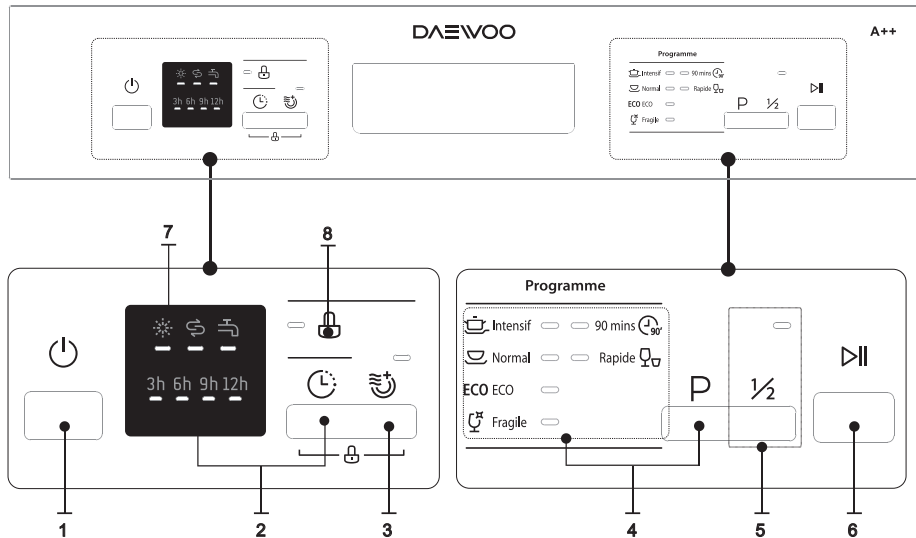 DAEWOO
A++
3h 6h 9h 12h
Programme
Intensif 90 mins 90'
Normal Rapide
ECO ECO
Fragile
P 1/2
7
8
3h 6h 9h 12h
Programme
Intensif 90 mins 90'
Normal Rapide
ECO ECO
Fragile
P 1/2
1 2 3 4 5 6